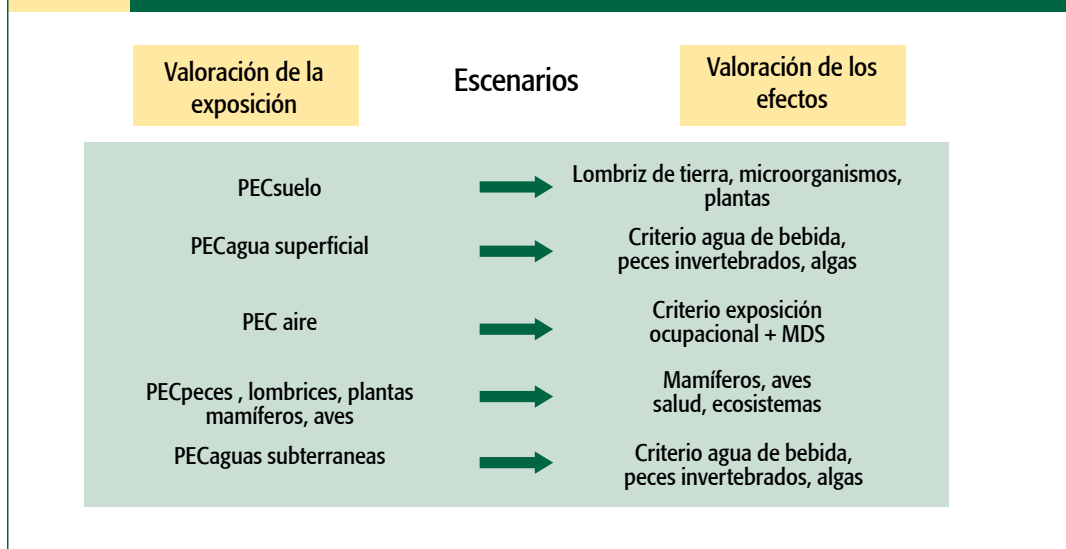 Valoración de la
exposición
Escenarios
Valoración de los
efectos
PECsuelo
Lombriz de tierra, microorganismos,
plantas
PECagua superficial
Criterio agua de bebida,
peces invertebrados, algas
PEC aire
Criterio exposición
ocupacional + MDS
PECpeces , lombrices, plantas
mamíferos, aves
Mamíferos, aves
salud, ecosistemas
PECaguas subterraneas
Criterio agua de bebida,
peces invertebrados, algas